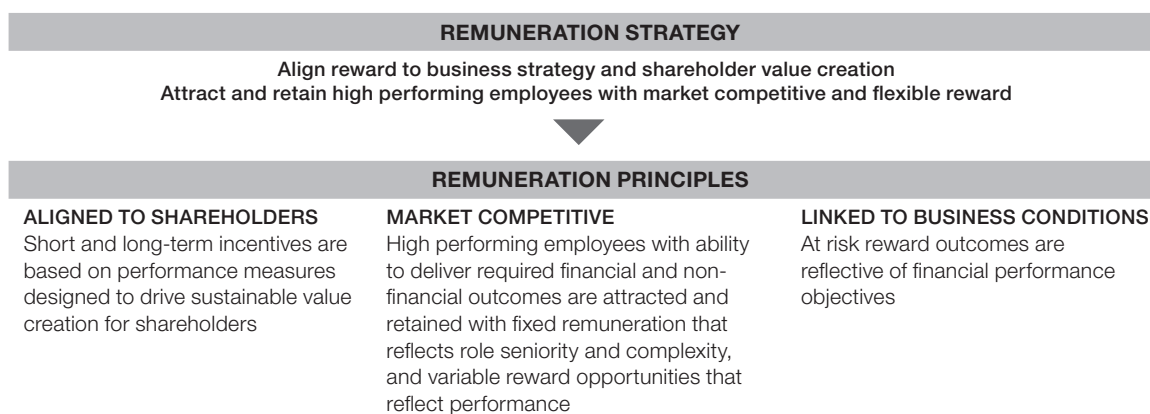 REMUNERATION STRATEGY
Align reward to business strategy and shareholder value creation
Attract and retain high performing employees with market competitive and flexible reward
REMUNERATION PRINCIPLES
ALIGNED TO SHAREHOLDERS
Short and long-term incentives are
based on performance measures
designed to drive sustainable value
creation for shareholders
MARKET COMPETITIVE
High performing employees with ability
to deliver required financial and non-
financial outcomes are attracted and
retained with fixed remuneration that
reflects role seniority and complexity,
and variable reward opportunities that
reflect performance
LINKED TO BUSINESS CONDITIONS
At risk reward outcomes are
reflective of financial performance
objectives